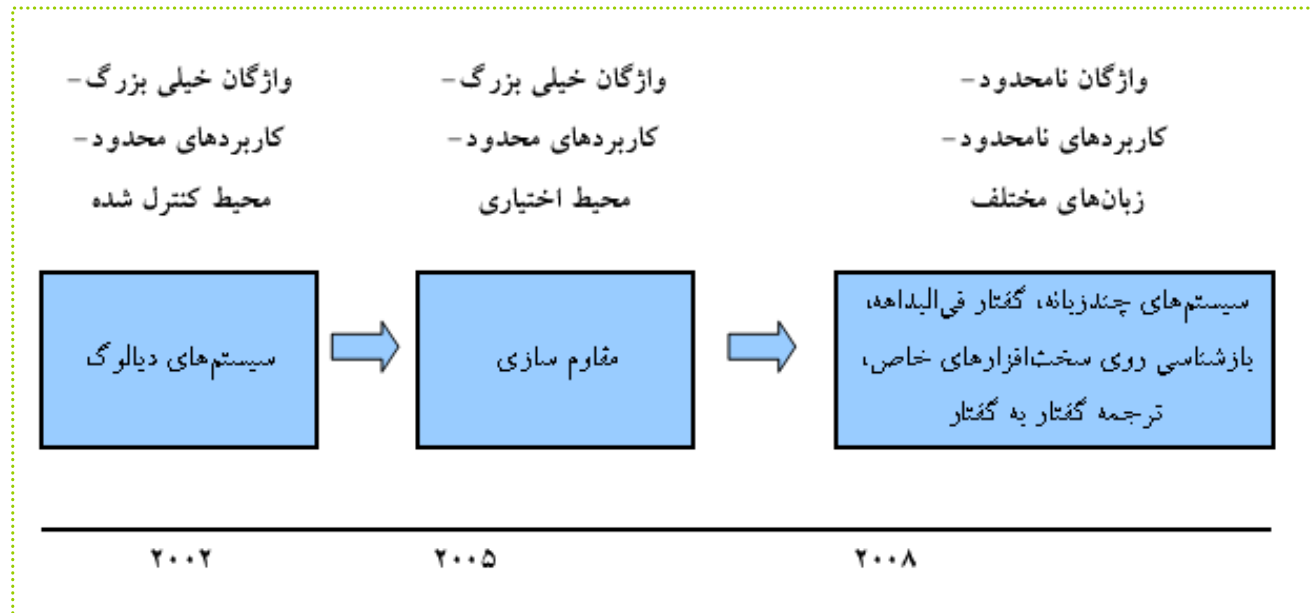 واژگان خیلی بزرگ-
کاربردهای محدود-
محیط کنترل شده
واژگان خیلی بزرگ-
کاربردهای محدود-
محیط اختیاری
واژگان نامحدود-
کاربردهای نامحدود-
زبان‌های مختلف
سیستم‌های دیالوگ
مقاوم سازی
سیستم‌های چندزبانه، گفتار فی‌البداهه،
بازشناسی روی سخت‌افزارهای خاص،
ترجمه گفتار به گفتار
۲۰۰۲
۲۰۰۵
۲۰۰۸